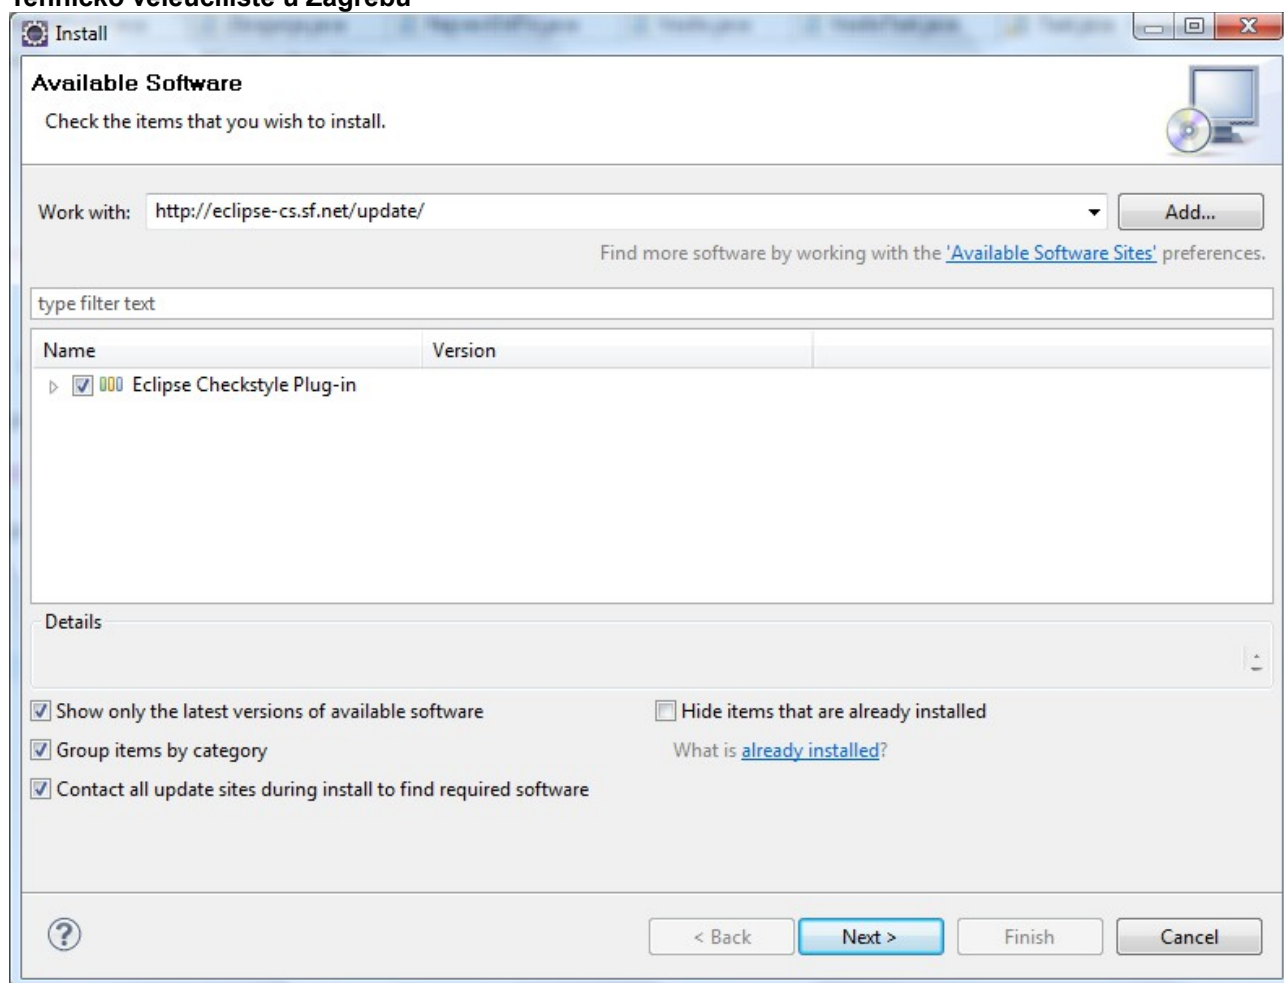 Tehničko veleučilište u Zagrebu
Install
Available Software
Check the items that you wish to install.
Work with: http://eclipse-cs.sf.net/update/ Add...
Find more software by working with the 'Available Software Sites' preferences.
type filter text
Name Version
Eclipse Checkstyle Plug-in
Details
Show only the latest versions of available software Hide items that are already installed
Group items by category What is already installed?
Contact all update sites during install to find required software
? < Back Next > Finish Cancel